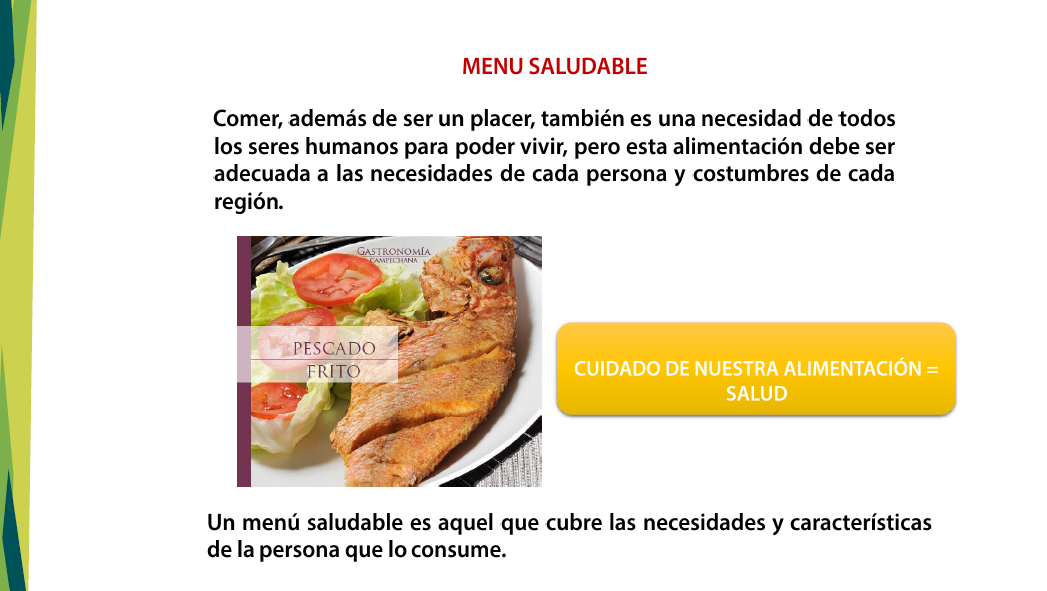 MENU SALUDABLE
Comer, además de ser un placer, también es una necesidad de todos
los seres humanos para poder vivir, pero esta alimentación debe ser
adecuada a las necesidades de cada persona y costumbres de cada
región.
GASTRONOMÍA
CAMPECHANA
PESCADO
FRITO
CUIDADO DE NUESTRA ALIMENTACIÓN =
SALUD
Un menú saludable es aquel que cubre las necesidades y características
de la persona que lo consume.